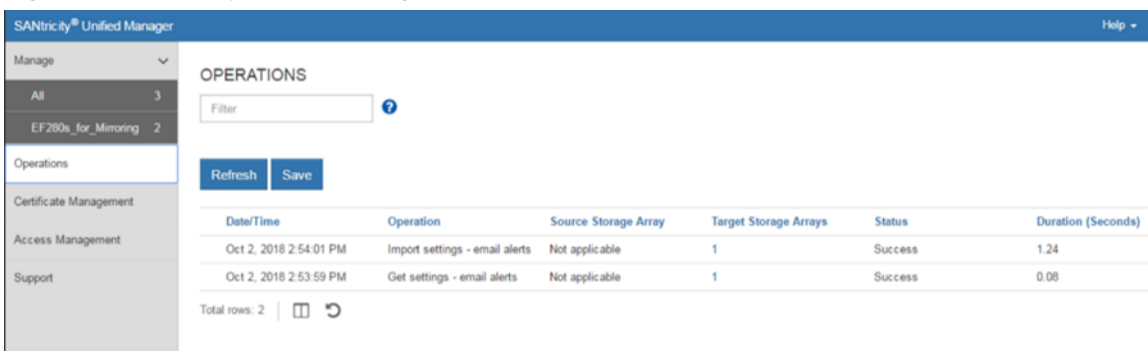 SANtricity® Unified Manager
Help
Manage
All 3
EF280s_for_Mirroring 2
Operations
Certificate Management
Access Management
Support
OPERATIONS
Filter
?
Refresh Save
Date/Time Operation Source Storage Array Target Storage Arrays Status Duration (Seconds)
Oct 2, 2018 2:54:01 PM Import settings - email alerts Not applicable 1 Success 1.24
Oct 2, 2018 2:53:59 PM Get settings - email alerts Not applicable 1 Success 0.08
Total rows: 2